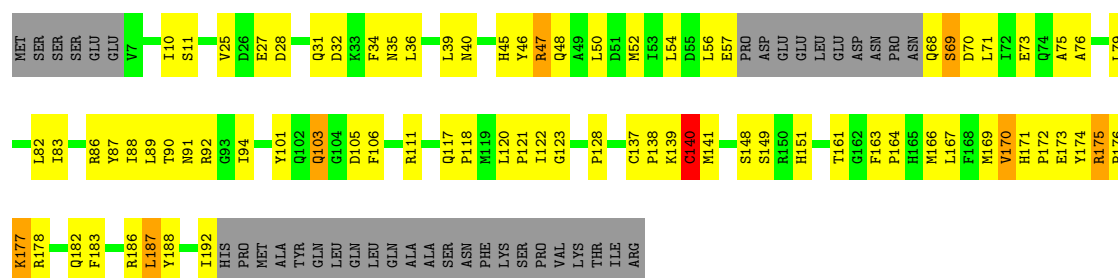 MET SER SER SER GLU GLU V7 I10 S11 V25 D26 E27 D28 Q31 D32 K33 F34 N35 L36 L39 N40 H45 Y46 R47 Q48 A49 L50 D51 M52 I53 L54 D55 L56 E57 PRO ASP GLU GLU LEU GLU ASP ASN PRO ASN Q68 S69 D70 L71 I72 E73 Q74 A75 A76 L79
L82 I83 R86 Y87 I88 L89 T90 N91 R92 G93 I94 Y101 Q102 Q103 G104 D105 F106 R111 Q117 P118 M119 L120 P121 I122 G123 P128 C137 P138 K139 C140 M141 S148 S149 R150 H151 T161 G162 F163 P164 H165 M166 L167 F168 M169 V170 H171 P172 E173 Y174 R175 P176
K177 R178 Q182 F183 R186 L187 Y188 I192 HIS PRO MET ALA TYR GLN LEU GLN LEU GLN ALA ALA SER ASN PHE LYS SER PRO VAL LYS THR ILE ARG